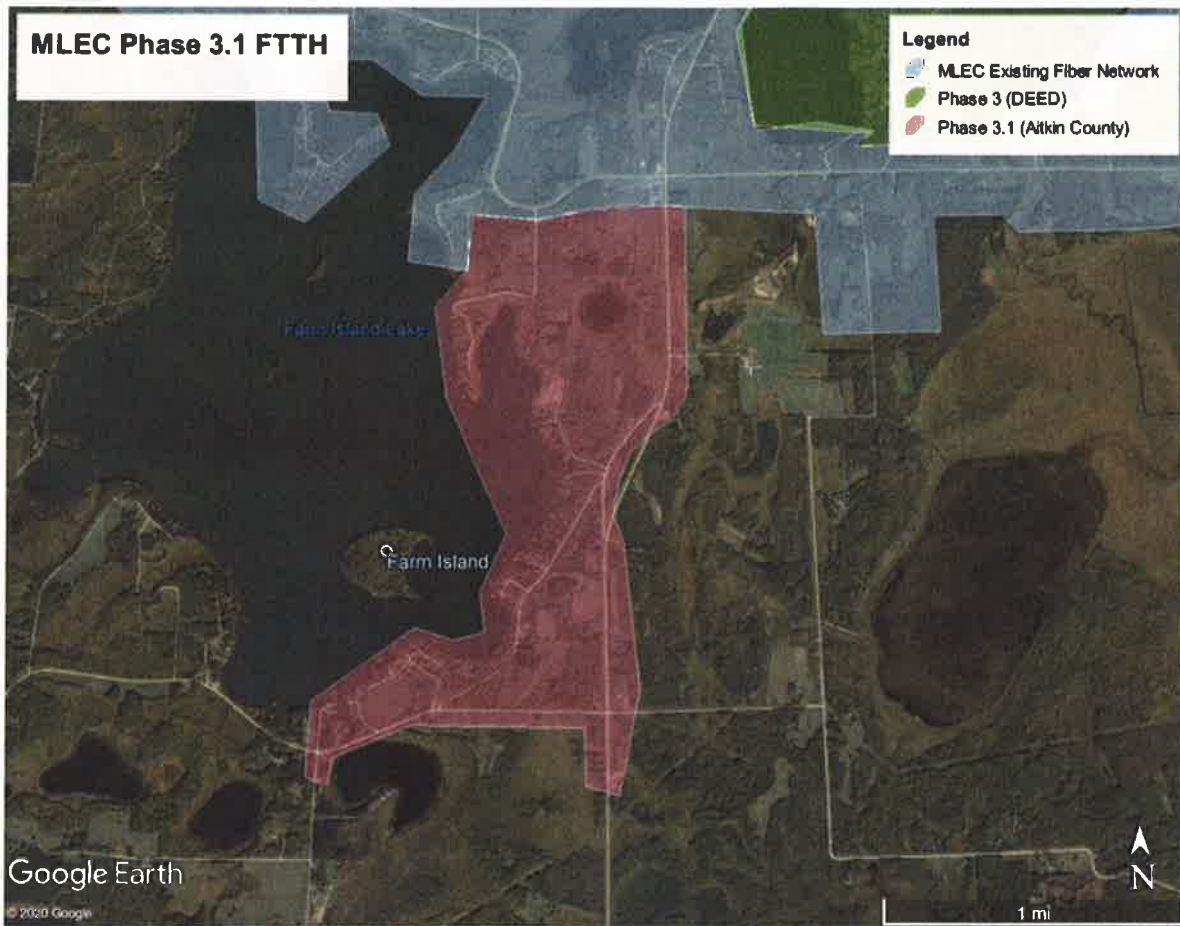 MLEC Phase 3.1 FTTH
Legend
MLEC Existing Fiber Network
Phase 3 (DEED)
Phase 3.1 (Aitkin County)
Farm Island Lake
Farm Island
Google Earth
© 2020 Google
N
1 mi